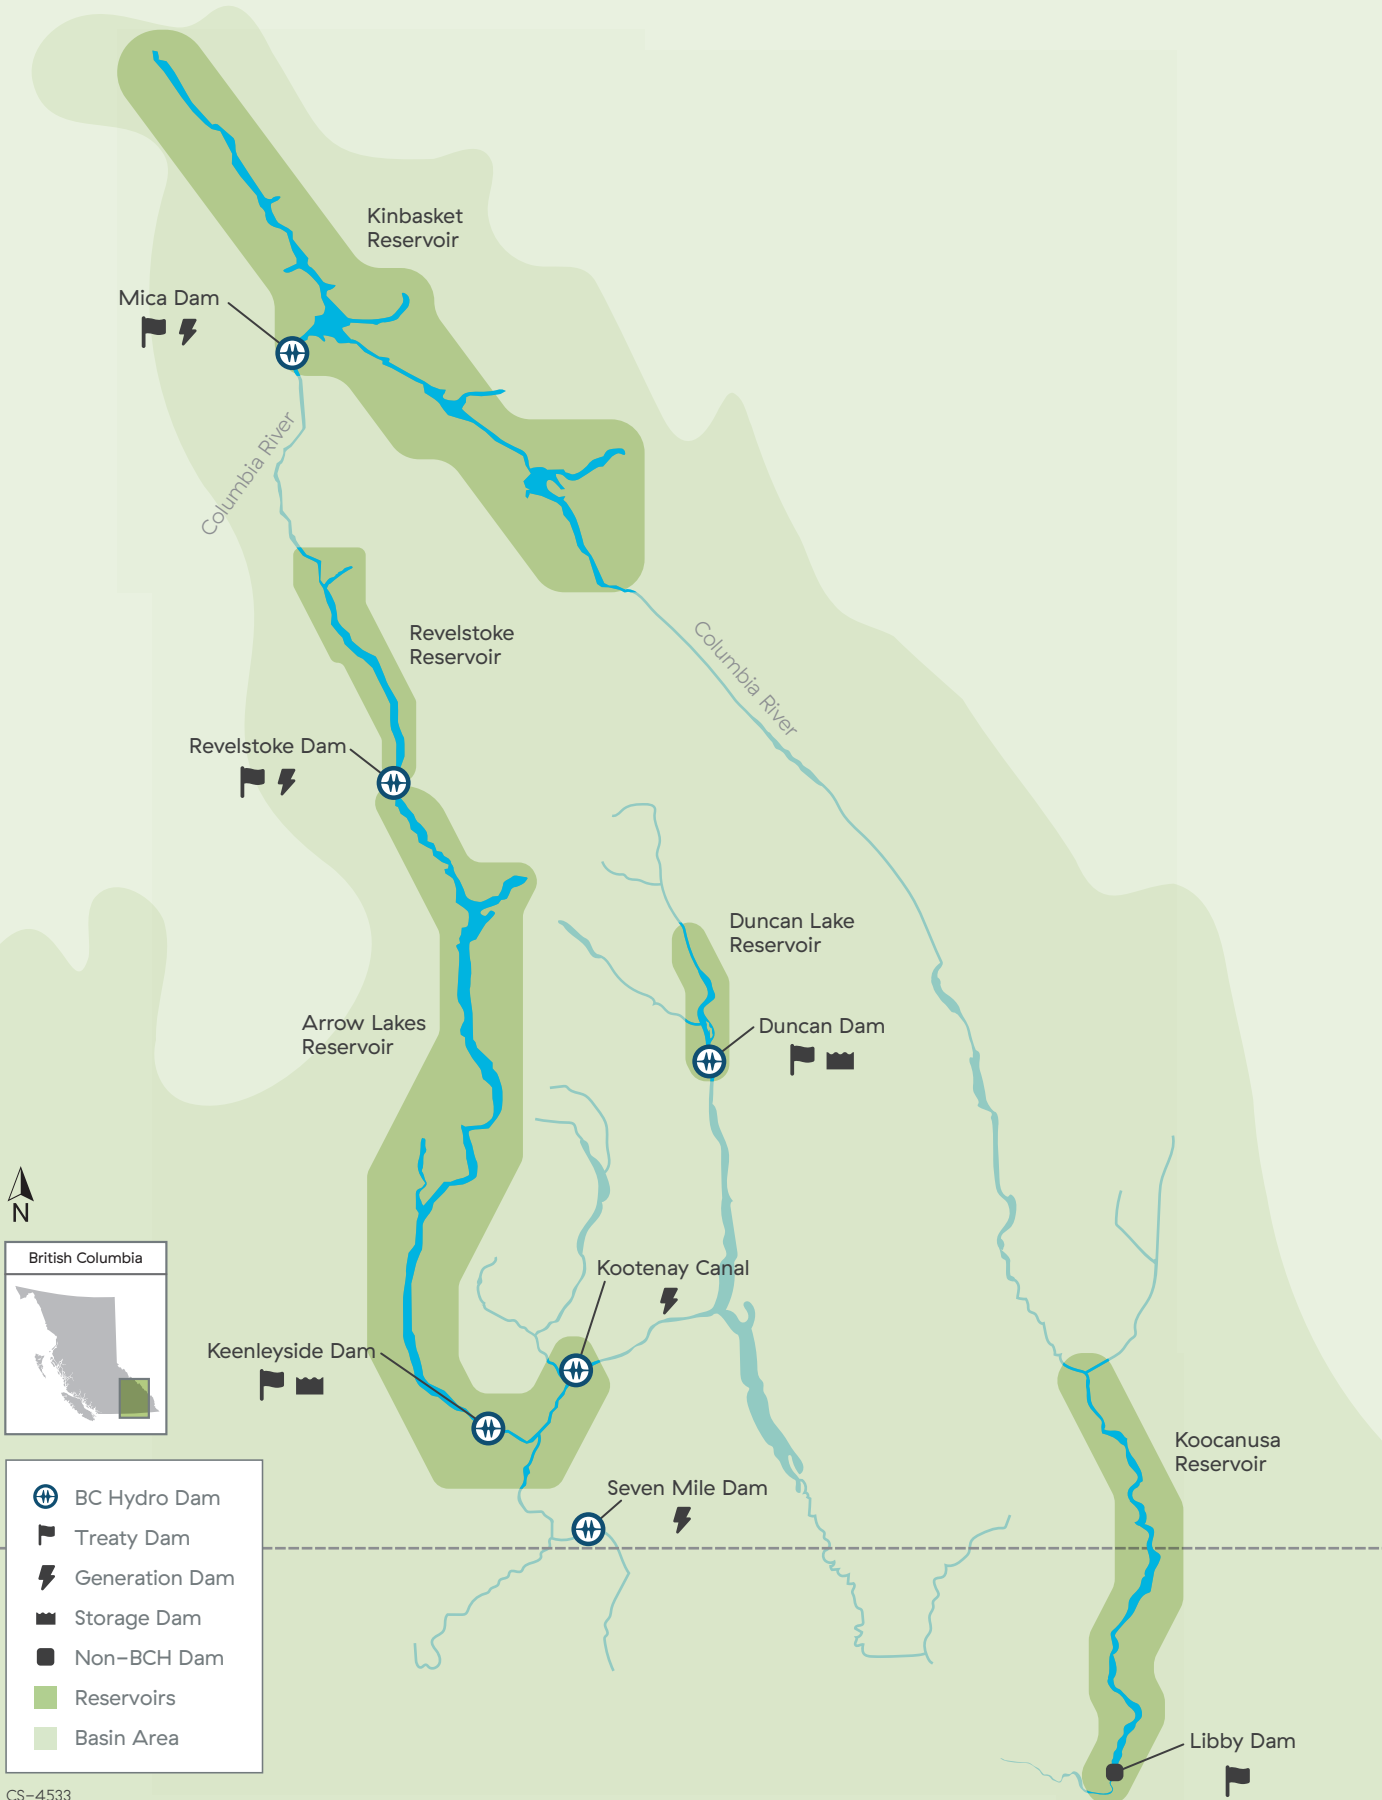 Kinbasket
Reservoir
Mica Dam
Columbia River
Revelstoke
Reservoir
Columbia River
Revelstoke Dam
Duncan Lake
Reservoir
Arrow Lakes
Reservoir
Duncan Dam
N
British Columbia
Kootenay Canal
Keenleyside Dam
Koocanusa
Reservoir
Seven Mile Dam
BC Hydro Dam
Treaty Dam
Generation Dam
Storage Dam
Non-BCH Dam
Reservoirs
Basin Area
Libby Dam
CS-4533